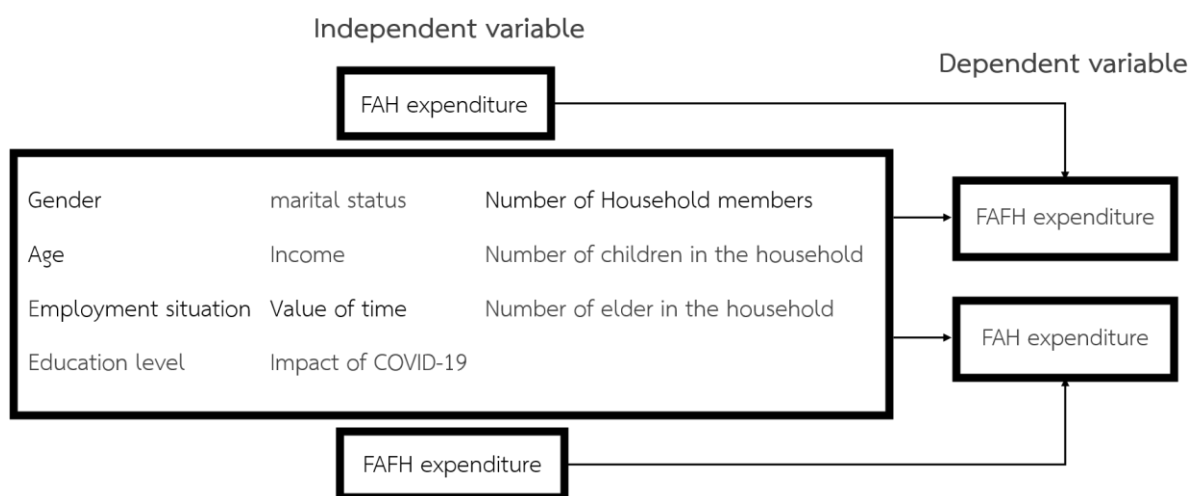 Independent variable
Dependent variable
FAH expenditure
Gender marital status Number of Household members
Age Income Number of children in the household
Employment situation Value of time Number of elder in the household
Education level Impact of COVID-19
FAFH expenditure
FAH expenditure
FAFH expenditure